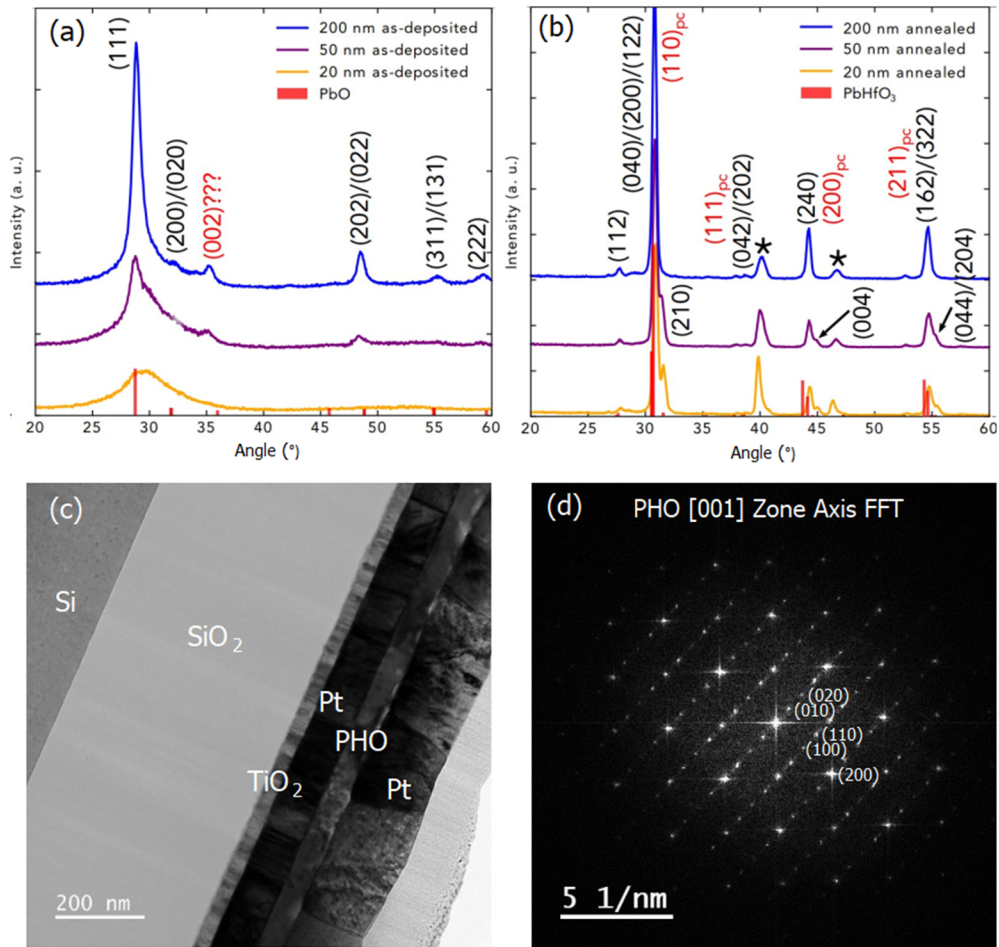 (a)
200 nm as-deposited
50 nm as-deposited
20 nm as-deposited
PbO
(111)
(200)/(020)
(002)???
(202)/(022)
(311)/(131)
(222)
Intensity (a. u.)
20 25 30 35 40 45 50 55 60
Angle (°)
(b)
200 nm annealed
50 nm annealed
20 nm annealed
PbHfO3
(110)pc
(040)/(200)/(122)
(112)
(111)pc
(042)/(202)
*
(240)
(200)pc
*
(211)pc
(162)/(322)
(210)
(004)
(044)/(204)
Intensity (a. u.)
20 25 30 35 40 45 50 55 60
Angle (°)
(c)
Si
SiO2
Pt
PHO
TiO2
Pt
200 nm
(d)
PHO [001] Zone Axis FFT
(020)
(010)
(110)
(100)
(200)
5 1/nm